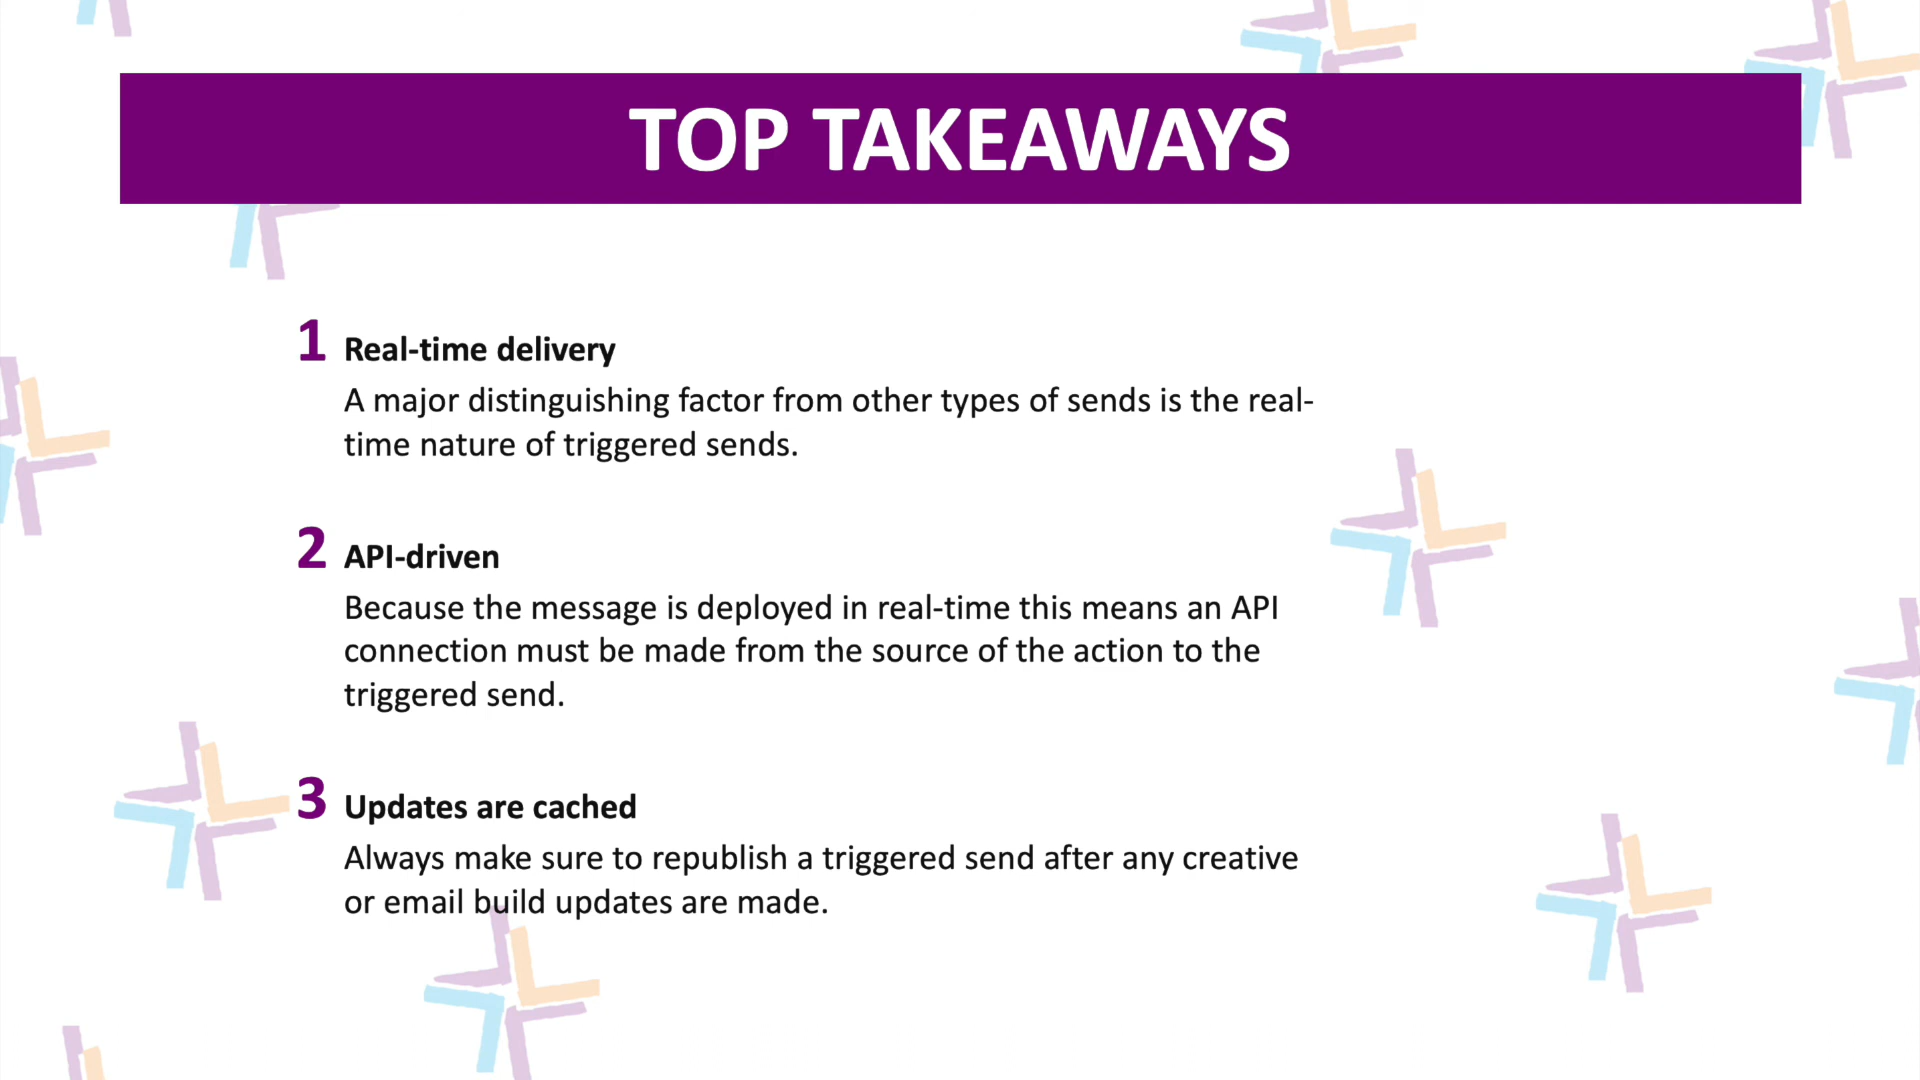 TOP TAKEAWAYS
1 Real-time delivery
A major distinguishing factor from other types of sends is the real-
time nature of triggered sends.
2 API-driven
Because the message is deployed in real-time this means an API
connection must be made from the source of the action to the
triggered send.
3 Updates are cached
Always make sure to republish a triggered send after any creative
or email build updates are made.